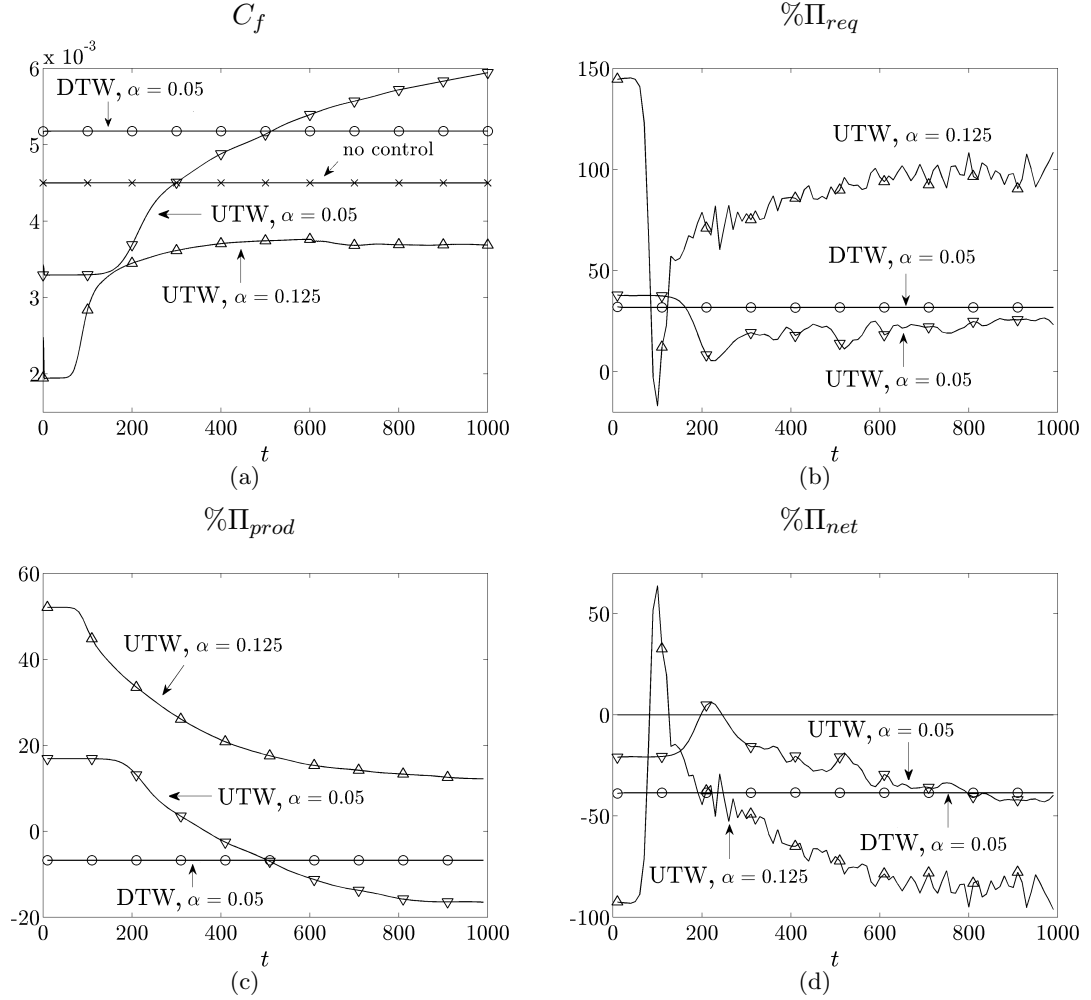 C_f
x 10^-3
6
5
4
3
2
DTW, α = 0.05
no control
UTW, α = 0.05
UTW, α = 0.125
0 200 400 600 800 1000
t
(a)
%Π_req
150
100
50
0
UTW, α = 0.125
DTW, α = 0.05
UTW, α = 0.05
0 200 400 600 800 1000
t
(b)
%Π_prod
60
40
20
0
-20
UTW, α = 0.125
UTW, α = 0.05
DTW, α = 0.05
0 200 400 600 800 1000
t
(c)
%Π_net
50
0
-50
-100
UTW, α = 0.05
DTW, α = 0.05
UTW, α = 0.125
0 200 400 600 800 1000
t
(d)